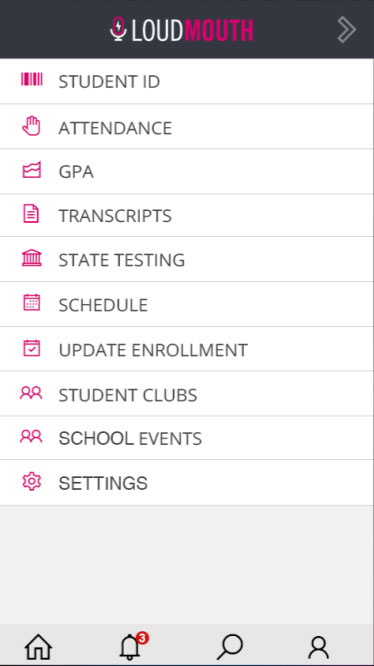 LOUDMOUTH
STUDENT ID
ATTENDANCE
GPA
TRANSCRIPTS
STATE TESTING
SCHEDULE
UPDATE ENROLLMENT
STUDENT CLUBS
SCHOOL EVENTS
SETTINGS
3